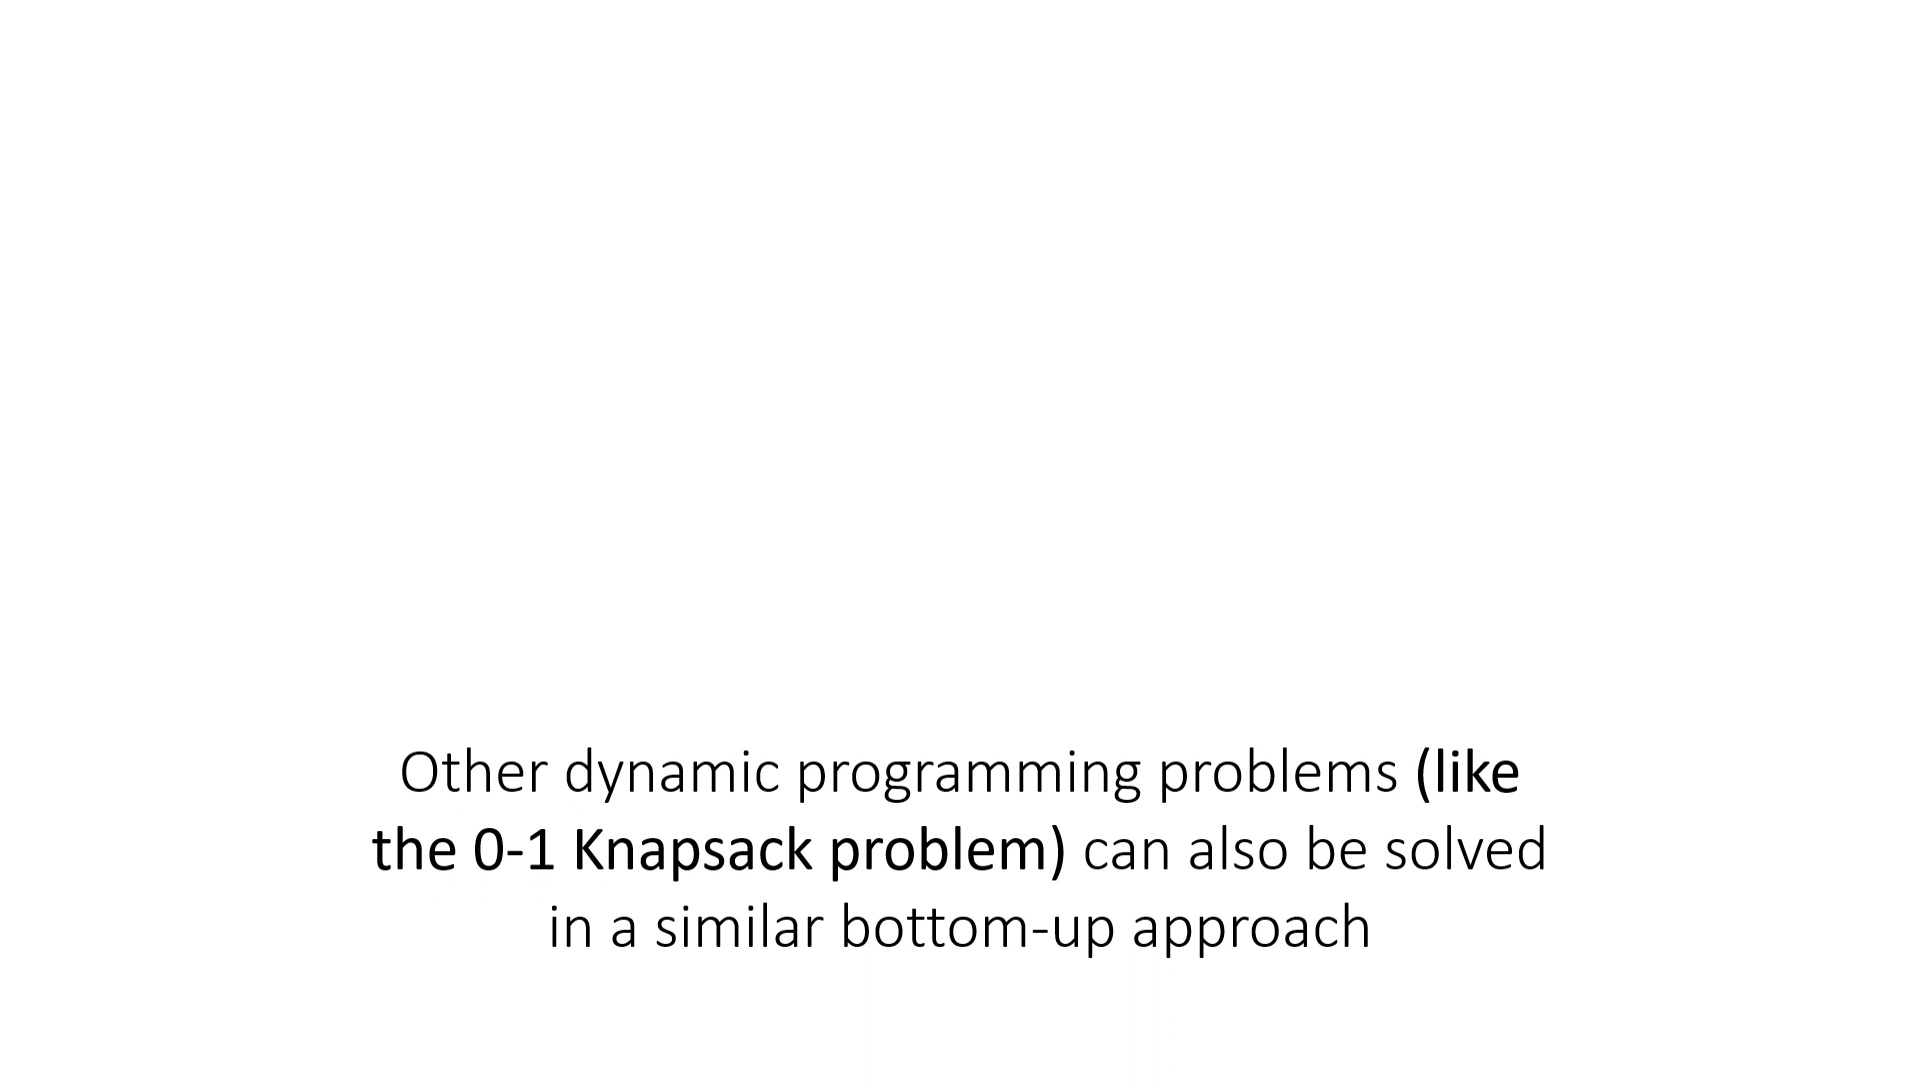 Other dynamic programming problems (like
the 0-1 Knapsack problem) can also be solved
in a similar bottom-up approach